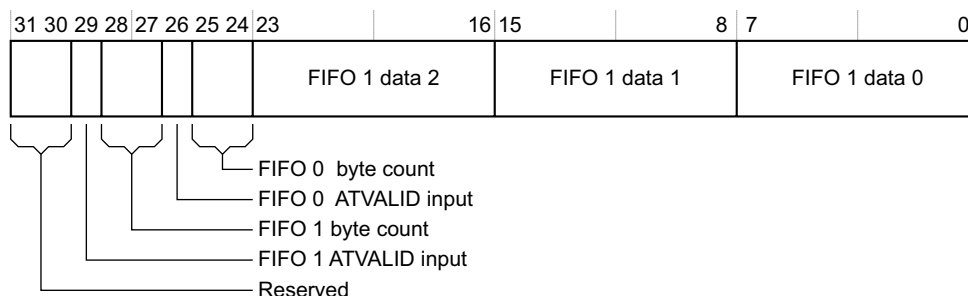 31 30 29 28 27 26 25 24 23 16 15 8 7 0
FIFO 1 data 2 FIFO 1 data 1 FIFO 1 data 0
FIFO 0 byte count
FIFO 0 ATVALID input
FIFO 1 byte count
FIFO 1 ATVALID input
Reserved